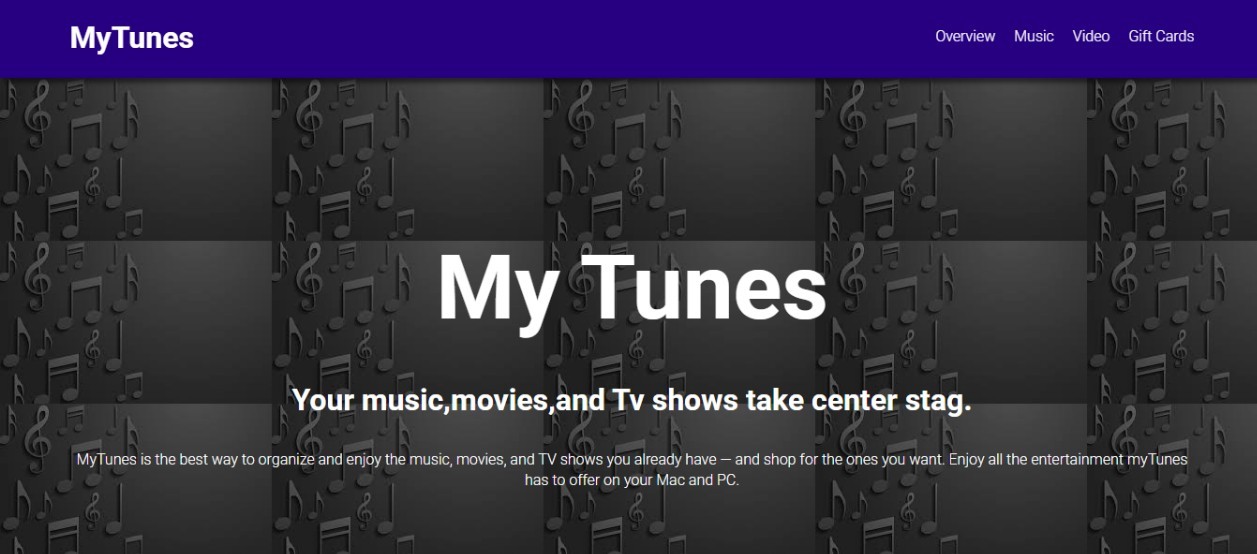 MyTunes
Overview Music Video Gift Cards
My Tunes
Your music,movies,and Tv shows take center stag.
MyTunes is the best way to organize and enjoy the music, movies, and TV shows you already have — and shop for the ones you want. Enjoy all the entertainment myTunes
has to offer on your Mac and PC.